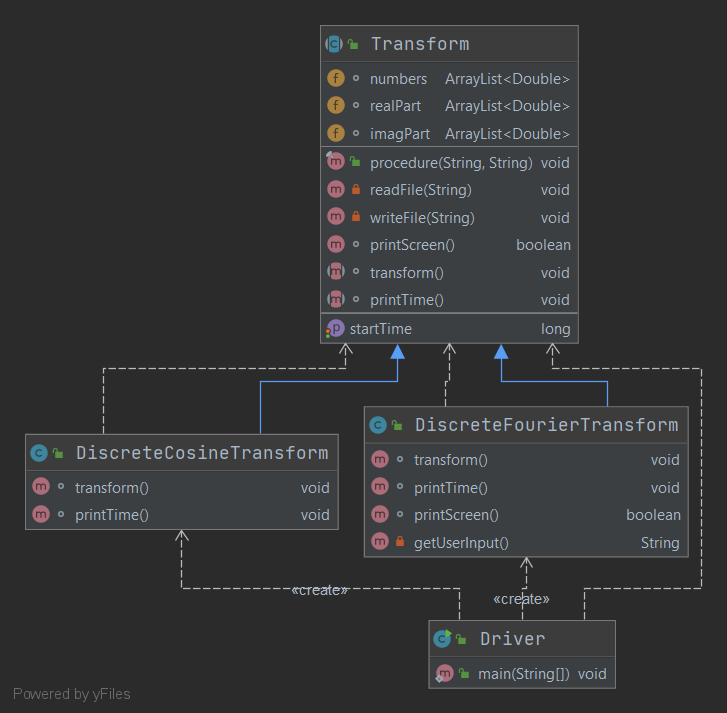 Transform
numbers ArrayList<Double>
realPart ArrayList<Double>
imagPart ArrayList<Double>
procedure(String, String) void
readFile(String) void
writeFile(String) void
printScreen() boolean
transform() void
printTime() void
startTime long
DiscreteCosineTransform
transform() void
printTime() void
DiscreteFourierTransform
transform() void
printTime() void
printScreen() boolean
getUserInput() String
«create»
«create»
Driver
main(String[]) void
Powered by yFiles